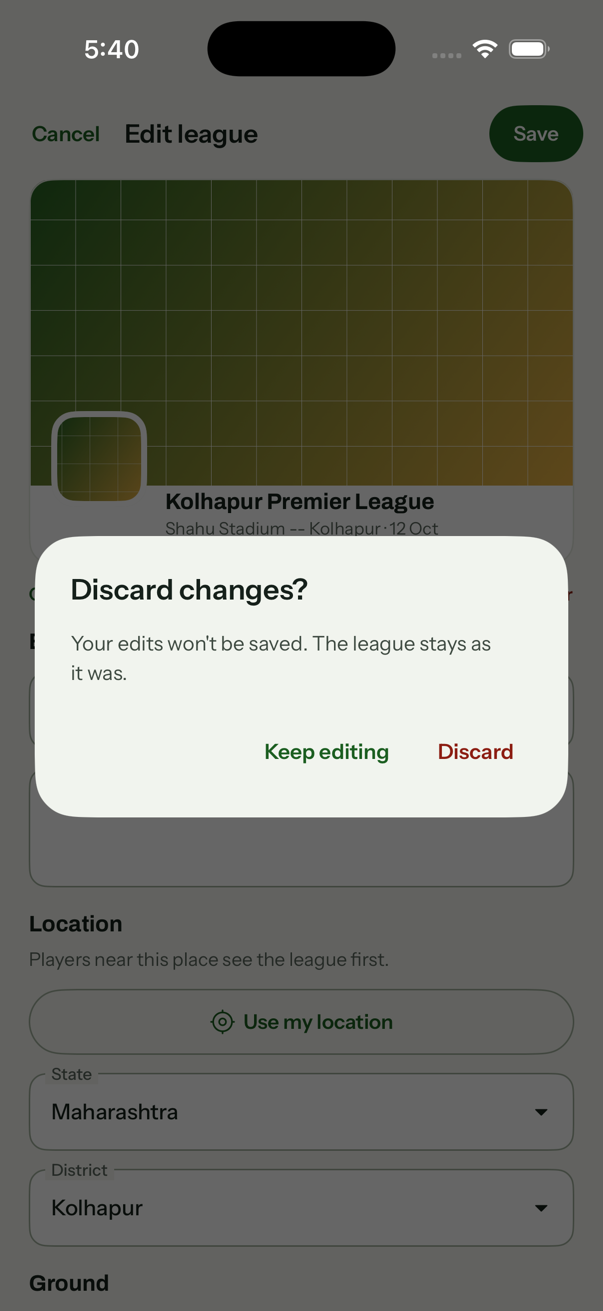 5:40
Cancel Edit league Save
Kolhapur Premier League
Shahu Stadium -- Kolhapur · 12 Oct
Discard changes?
Your edits won't be saved. The league stays as
it was.
Keep editing Discard
Location
Players near this place see the league first.
Use my location
State
Maharashtra
District
Kolhapur
Ground